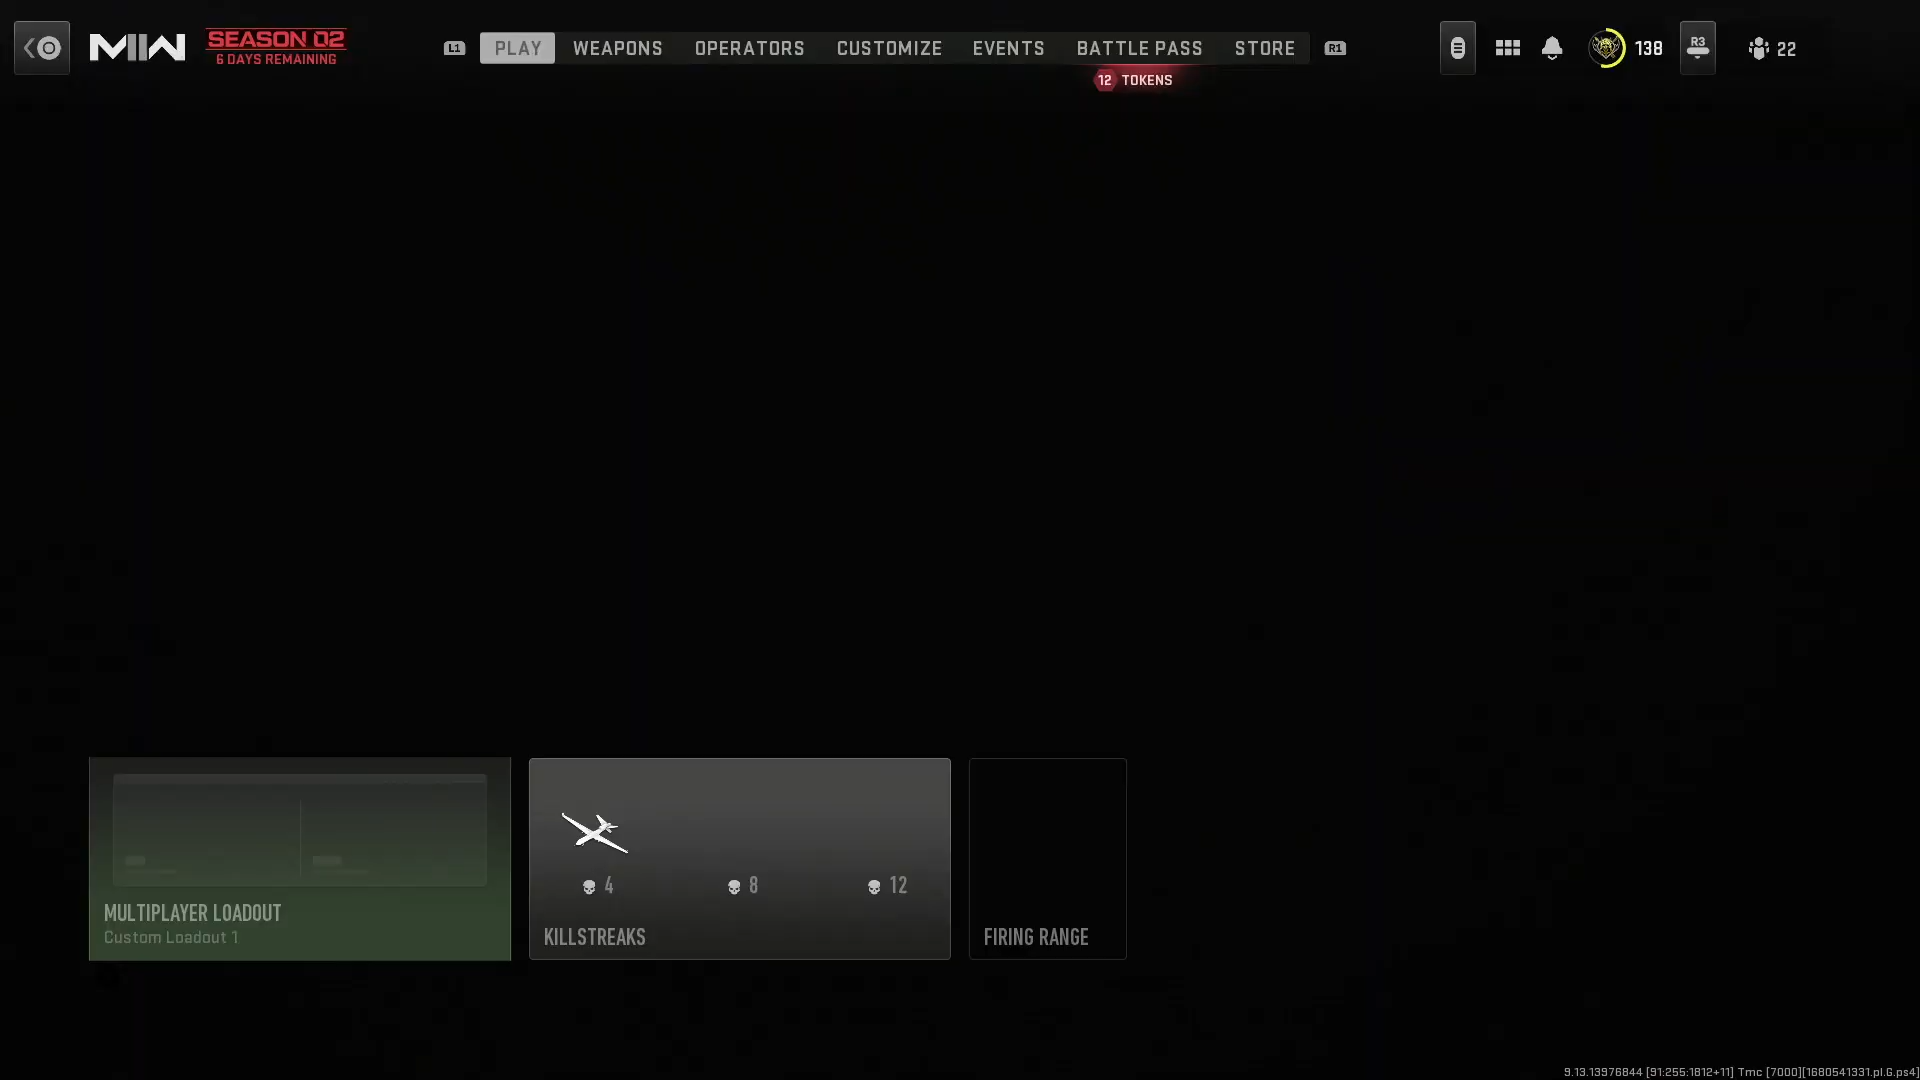 MWII
SEASON 02
6 DAYS REMAINING
L1
PLAY
WEAPONS
OPERATORS
CUSTOMIZE
EVENTS
BATTLE PASS
STORE
R1
12 TOKENS
138
R3
22
4
8
12
MULTIPLAYER LOADOUT
Custom Loadout 1
KILLSTREAKS
FIRING RANGE
9.13.13976844 [91:255:1812+11] Tmc [7000][1680541331.pl.G.ps4]